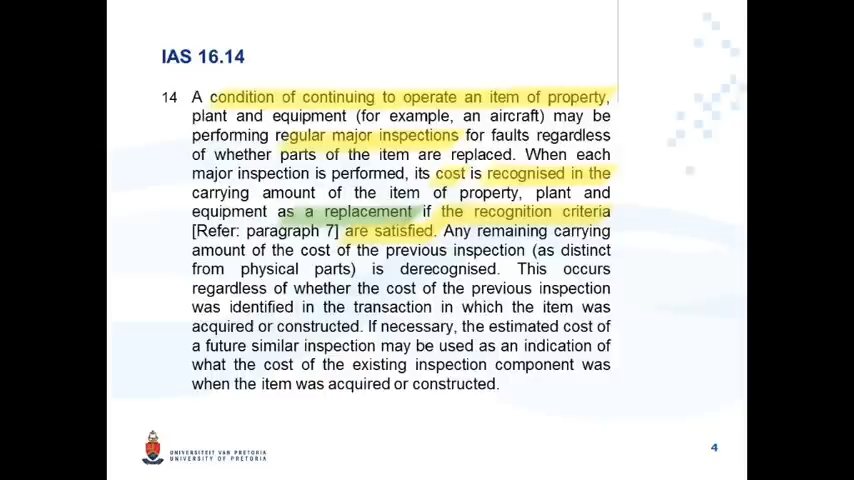 IAS 16.14
14 A condition of continuing to operate an item of property,
plant and equipment (for example, an aircraft) may be
performing regular major inspections for faults regardless
of whether parts of the item are replaced. When each
major inspection is performed, its cost is recognised in the
carrying amount of the item of property, plant and
equipment as a replacement if the recognition criteria
[Refer: paragraph 7] are satisfied. Any remaining carrying
amount of the cost of the previous inspection (as distinct
from physical parts) is derecognised. This occurs
regardless of whether the cost of the previous inspection
was identified in the transaction in which the item was
acquired or constructed. If necessary, the estimated cost of
a future similar inspection may be used as an indication of
what the cost of the existing inspection component was
when the item was acquired or constructed.
UNIVERSITEIT VAN PRETORIA
UNIVERSITY OF PRETORIA
4